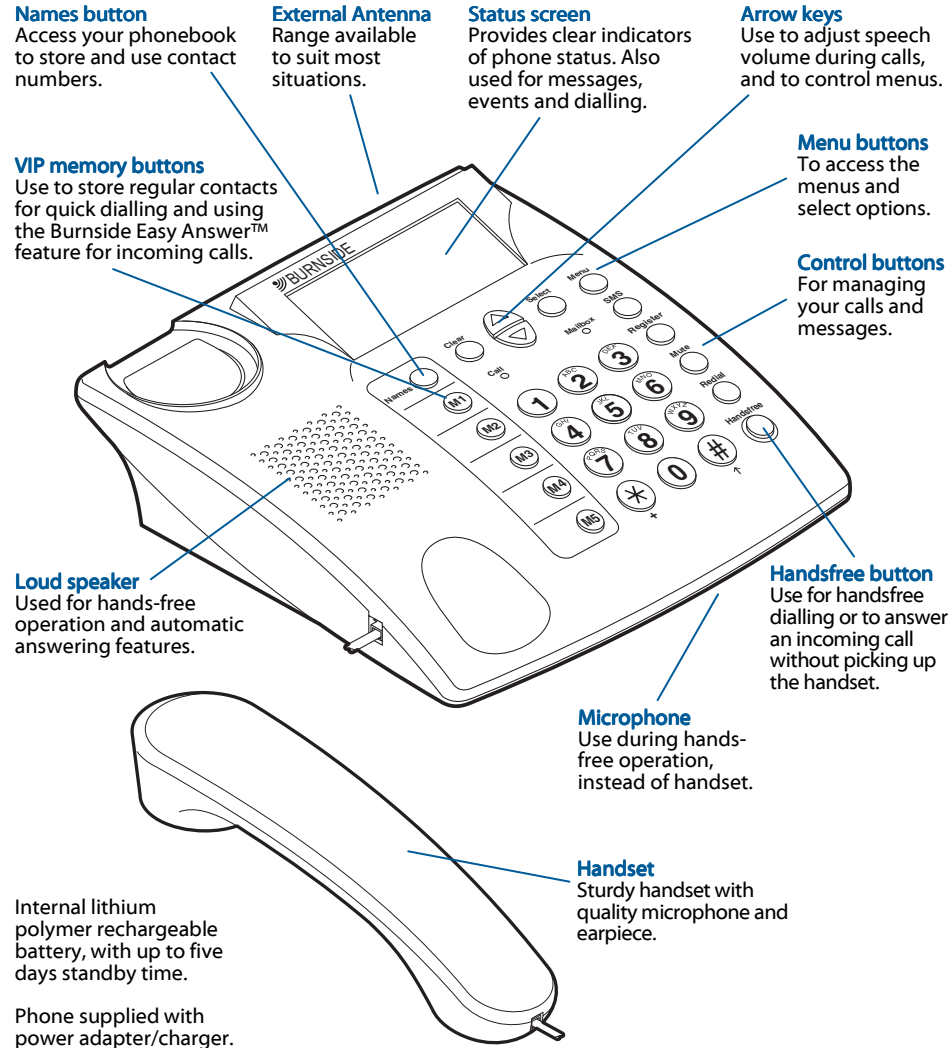 Names button
Access your phonebook
to store and use contact
numbers.
External Antenna
Range available
to suit most
situations.
Status screen
Provides clear indicators
of phone status. Also
used for messages,
events and dialling.
Arrow keys
Use to adjust speech
volume during calls,
and to control menus.
VIP memory buttons
Use to store regular contacts
for quick dialling and using
the Burnside Easy Answer™
feature for incoming calls.
Menu buttons
To access the
menus and
select options.
Control buttons
For managing
your calls and
messages.
BURNSIDE
Menu
Select
SMS
Clear
Mailbox
Register
Call
Mute
Redial
Handsfree
Names
M1
M2
M3
M4
M5
1
ABC
2
DEF
3
GHI
4
JKL
5
MNO
6
PQRS
7
TUV
8
WXYZ
9
*
+
0
#
Loud speaker
Used for hands-free
operation and automatic
answering features.
Handsfree button
Use for handsfree
dialling or to answer
an incoming call
without picking up
the handset.
Microphone
Use during hands-
free operation,
instead of handset.
Handset
Sturdy handset with
quality microphone and
earpiece.
Internal lithium
polymer rechargeable
battery, with up to five
days standby time.
Phone supplied with
power adapter/charger.